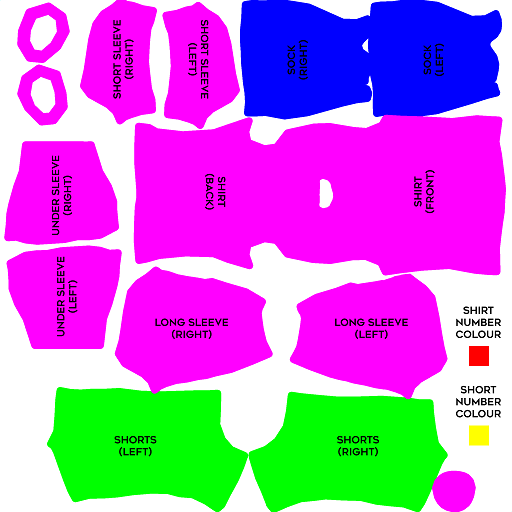 SHORT SLEEVE
(RIGHT)
SHORT SLEEVE
(LEFT)
SOCK
(RIGHT)
SOCK
(LEFT)
UNDER SLEEVE
(RIGHT)
SHIRT
(BACK)
SHIRT
(FRONT)
UNDER SLEEVE
(LEFT)
LONG SLEEVE
(RIGHT)
LONG SLEEVE
(LEFT)
SHIRT
NUMBER
COLOUR
SHORT
NUMBER
COLOUR
SHORTS
(LEFT)
SHORTS
(RIGHT)